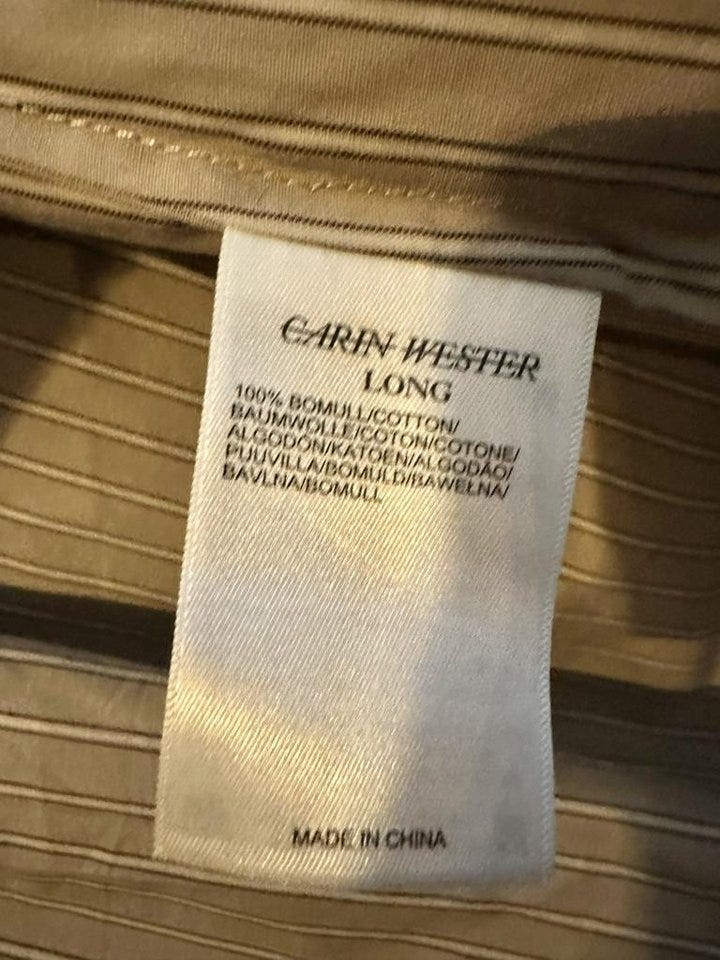 CARIN WESTER
LONG
100% BOMULL/COTTON/
BAUMWOLLE/COTON/COTONE/
ALGODÓN/KATOEN/ALGODÃO/
PUUVILLA/BOMULD/BAWEŁNA/
BAVLNA/BOMULL
MADE IN CHINA